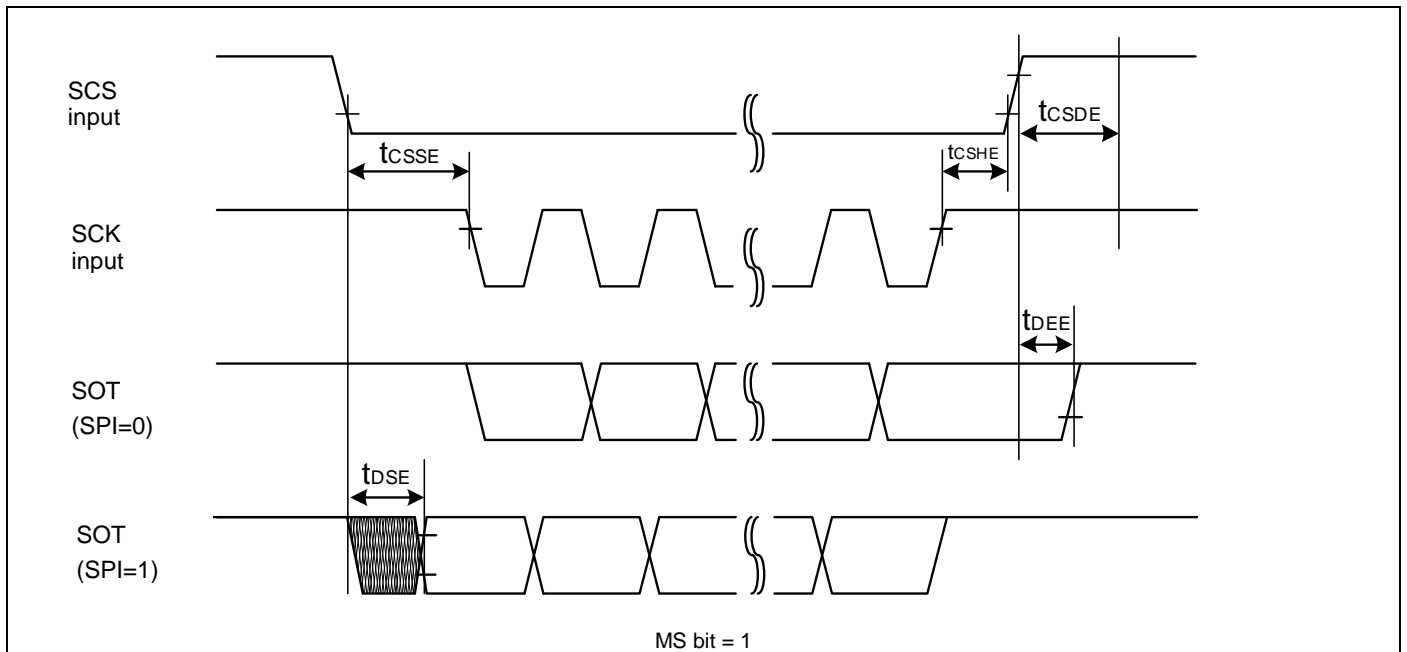 SCS
input
tCSDE
tCSSE
tCSHE
SCK
input
tDEE
SOT
(SPI=0)
tDSE
SOT
(SPI=1)
MS bit = 1